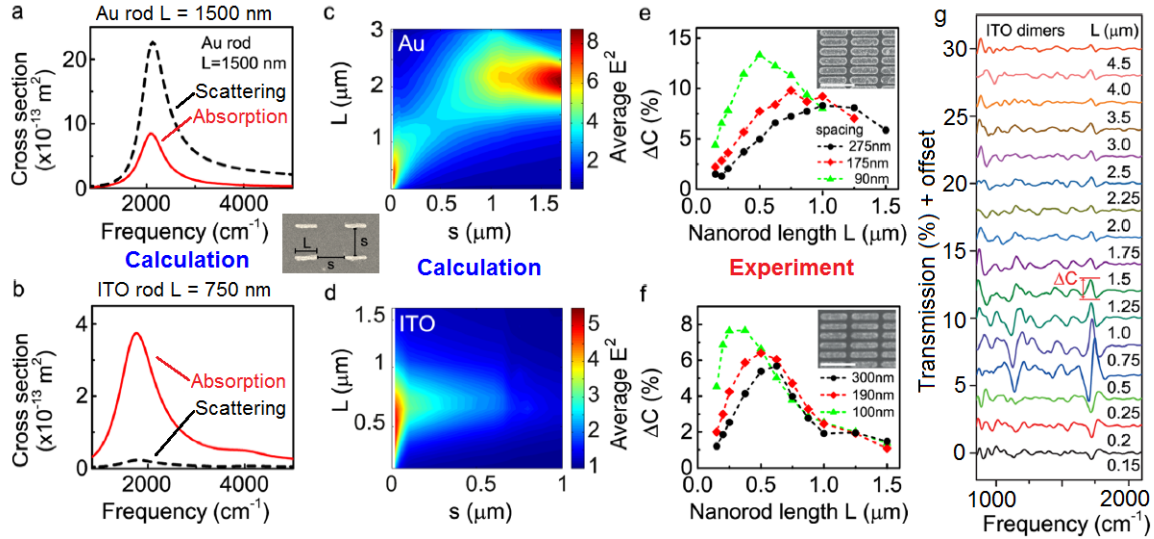 a
Au rod L = 1500 nm
Cross section
(x10⁻¹³ m²)
20
10
0
Au rod
L=1500 nm
Scattering
Absorption
2000
4000
Frequency (cm⁻¹)
Calculation
b
ITO rod L = 750 nm
Cross section
(x10⁻¹³ m²)
4
2
0
Absorption
Scattering
2000
4000
Frequency (cm⁻¹)
L
s
s
c
Au
L (µm)
3
2
1
0
0
0.5
1
1.5
s (µm)
Average E²
8
6
4
2
Calculation
d
ITO
L (µm)
1.5
1
0.5
0
0
0.5
1
s (µm)
Average E²
5
4
3
2
1
e
ΔC (%)
15
10
5
0
spacing
275nm
175nm
90nm
0.0
0.5
1.0
1.5
Nanorod length L (µm)
Experiment
f
ΔC (%)
8
6
4
2
0
300nm
190nm
100nm
0.0
0.5
1.0
1.5
Nanorod length L (µm)
g
ITO dimers
L (µm)
Transmission (%) + offset
30
25
20
15
10
5
0
4.5
4.0
3.5
3.0
2.5
2.25
2.0
1.75
1.5
ΔC
1.25
1.0
0.75
0.5
0.25
0.2
0.15
1000
2000
Frequency (cm⁻¹)